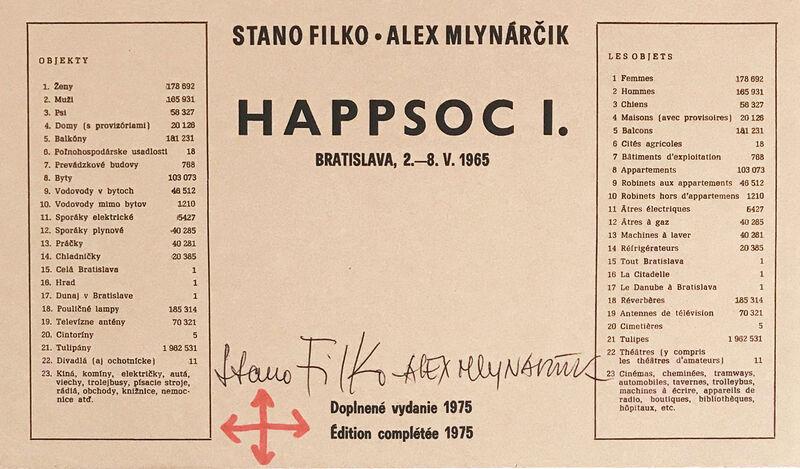 STANO FILKO • ALEX MLYNÁRČIK
HAPPSOC I.
BRATISLAVA, 2.—8. V. 1965
OBJEKTY
1. Ženy 178 692
2. Muži 165 931
3. Psi 58 327
4. Domy (s provizóriami) 20 126
5. Balkóny 181 231
6. Poľnohospodárske usadlosti 18
7. Prevádzkové budovy 768
8. Byty 103 073
9. Vodovody v bytoch 46 512
10. Vodovody mimo bytov 1210
11. Sporáky elektrické 6427
12. Sporáky plynové 40 285
13. Práčky 40 281
14. Chladničky 20 385
15. Celá Bratislava 1
16. Hrad 1
17. Dunaj v Bratislave 1
18. Pouličné lampy 185 314
19. Televízne antény 70 321
20. Cintoríny 5
21. Tulipány 1 962 531
22. Divadlá (aj ochotnícke) 11
23. Kiná, komíny, električky, autá,
viechy, trolejbusy, písacie stroje,
rádiá, obchody, knižnice, nemoc-
nice atď.
LES OBJETS
1 Femmes 178 692
2 Hommes 165 931
3 Chiens 58 327
4 Maisons (avec provisoires) 20 126
5 Balcons 181 231
6 Cités agricoles 18
7 Bâtiments d'exploitation 768
8 Appartements 103 073
9 Robinets aux appartements 46 512
10 Robinets hors d'appartemens 1210
11 Âtres électriques 6427
12 Âtres à gaz 40 285
13 Machines à laver 40 281
14 Réfrigérateurs 20 385
15 Tout Bratislava 1
16 La Citadelle 1
17 Le Danube à Bratislava 1
18 Réverbères 185 314
19 Antennes de télévision 70 321
20 Cimetières 5
21 Tulipes 1 962 531
22 Théâtres (y compris
les théâtres d'amateurs) 11
23 Cinémas, cheminées, tramways,
automobiles, tavernes, trolleybus,
machines à écrire, appareils de
radio, boutiques, bibliothèques,
hôpitaux, etc.
Stano Filko ALEX MLYNÁRČIK
Doplnené vydanie 1975
Édition complétée 1975